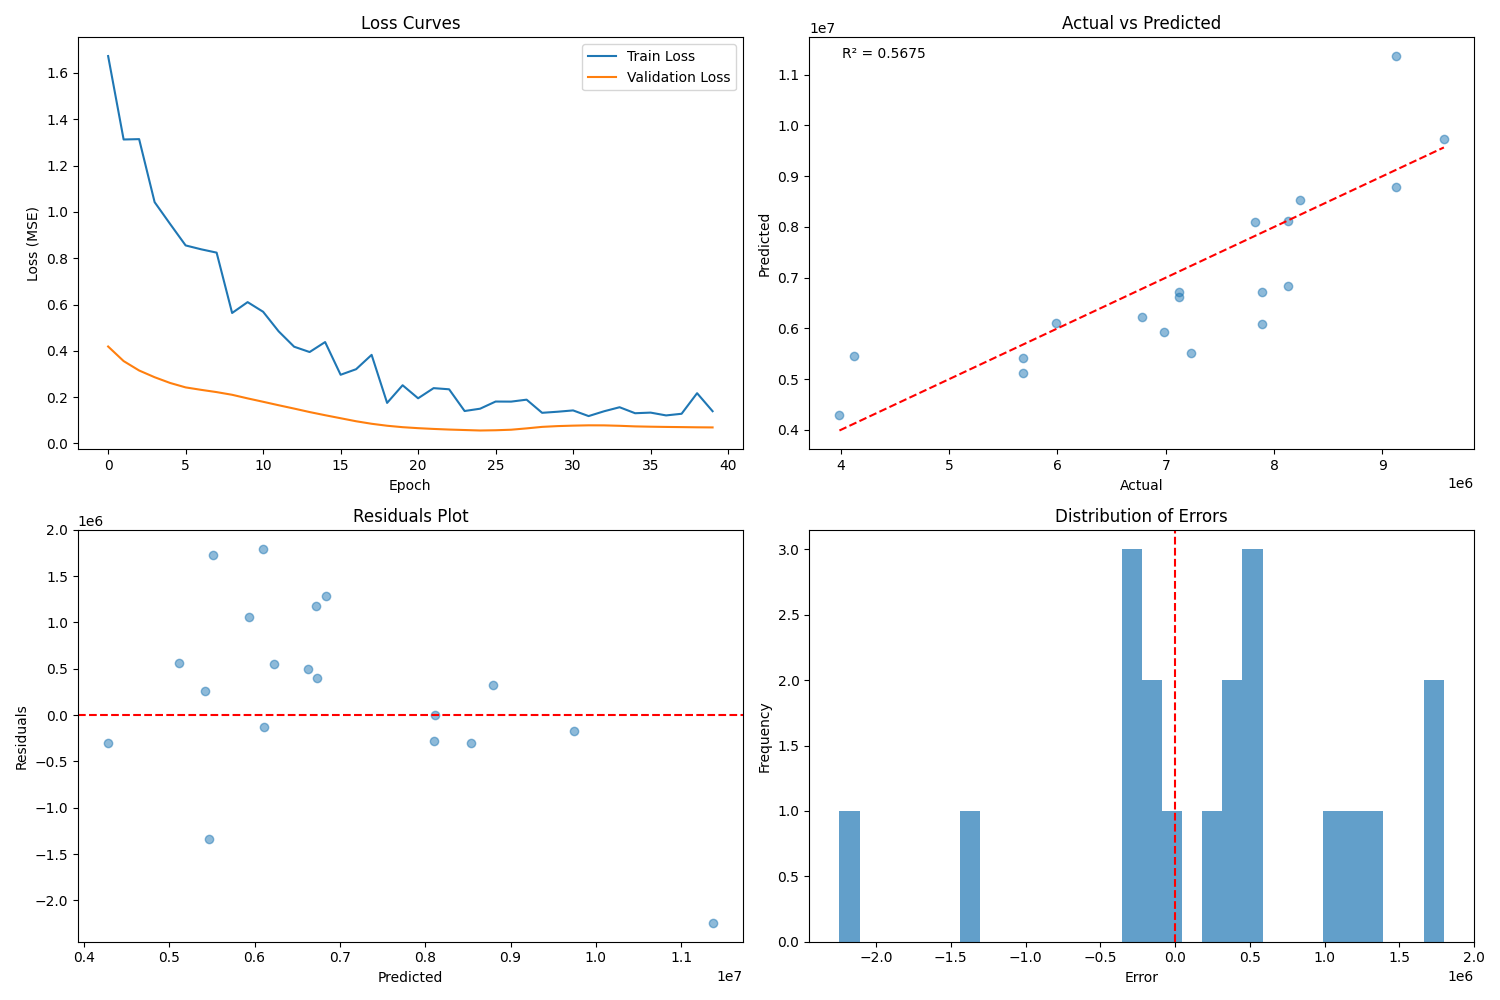 Loss Curves
Train Loss
Validation Loss
1.6
1.4
1.2
1.0
0.8
0.6
0.4
0.2
0.0
Loss (MSE)
0 5 10 15 20 25 30 35 40
Epoch
Actual vs Predicted
1e7
R² = 0.5675
1.1
1.0
0.9
0.8
0.7
0.6
0.5
0.4
Predicted
4 5 6 7 8 9
1e6
Actual
Residuals Plot
1e6
2.0
1.5
1.0
0.5
0.0
−0.5
−1.0
−1.5
−2.0
Residuals
0.4 0.5 0.6 0.7 0.8 0.9 1.0 1.1
1e7
Predicted
Distribution of Errors
3.0
2.5
2.0
1.5
1.0
0.5
0.0
Frequency
−2.0 −1.5 −1.0 −0.5 0.0 0.5 1.0 1.5 2.0
1e6
Error